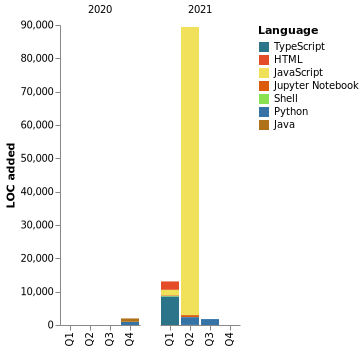 2020
2021
LOC added
90,000
80,000
70,000
60,000
50,000
40,000
30,000
20,000
10,000
0
Q1
Q2
Q3
Q4
Q1
Q2
Q3
Q4
Language
TypeScript
HTML
JavaScript
Jupyter Notebook
Shell
Python
Java